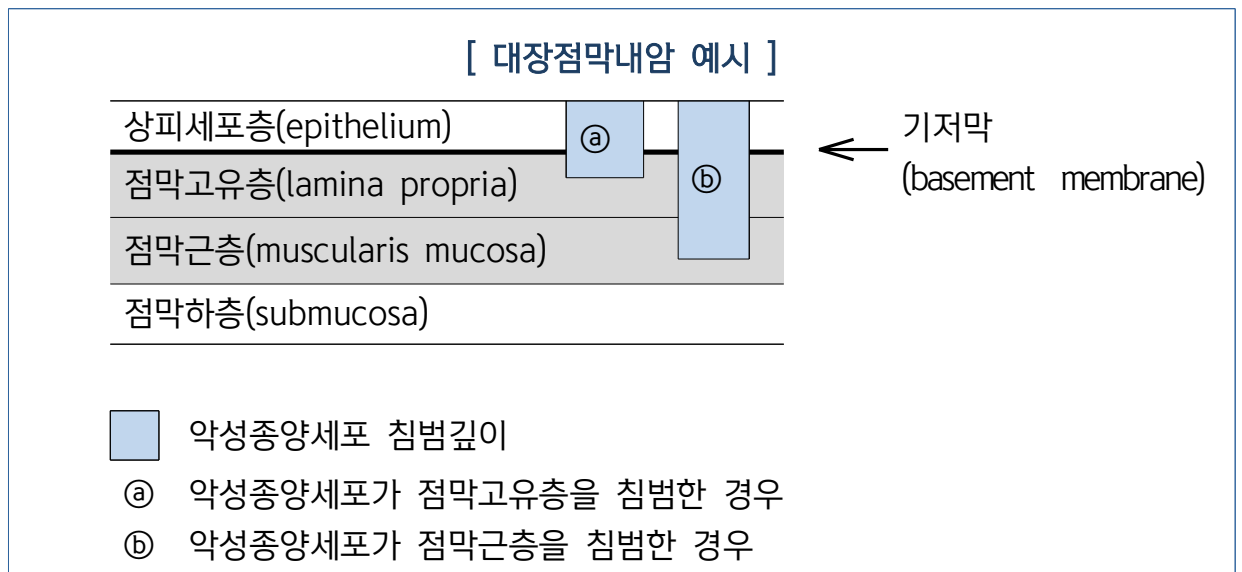 [ 대장점막내암 예시 ]
상피세포층(epithelium)
ⓐ
기저막
(basement membrane)
점막고유층(lamina propria)
ⓑ
점막근층(muscularis mucosa)
점막하층(submucosa)
악성종양세포 침범깊이
ⓐ 악성종양세포가 점막고유층을 침범한 경우
ⓑ 악성종양세포가 점막근층을 침범한 경우